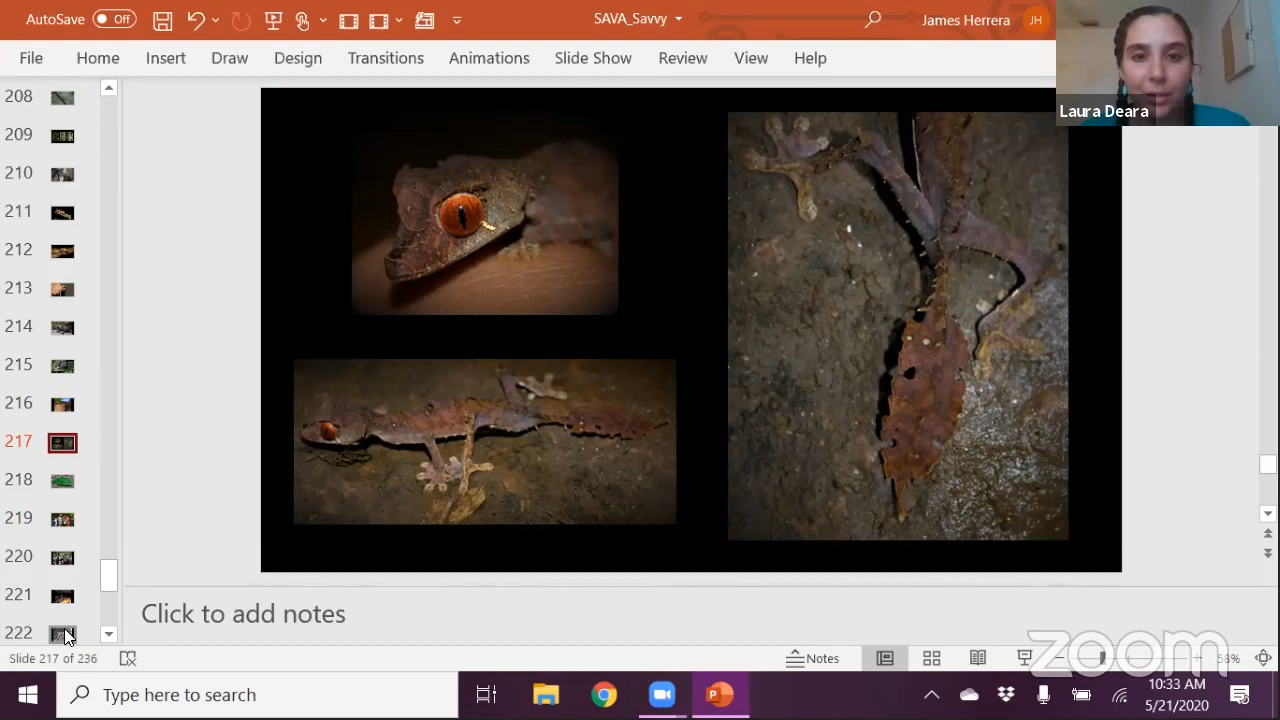 AutoSave Off SAVA_Savvy James Herrera JH
File Home Insert Draw Design Transitions Animations Slide Show Review View Help
Laura Deara
208
209
210
211
212
213
214
215
216
217
218
219
220
221
222
Click to add notes
Slide 217 of 236 Notes 58%
zoom
Type here to search
10:33 AM
5/21/2020